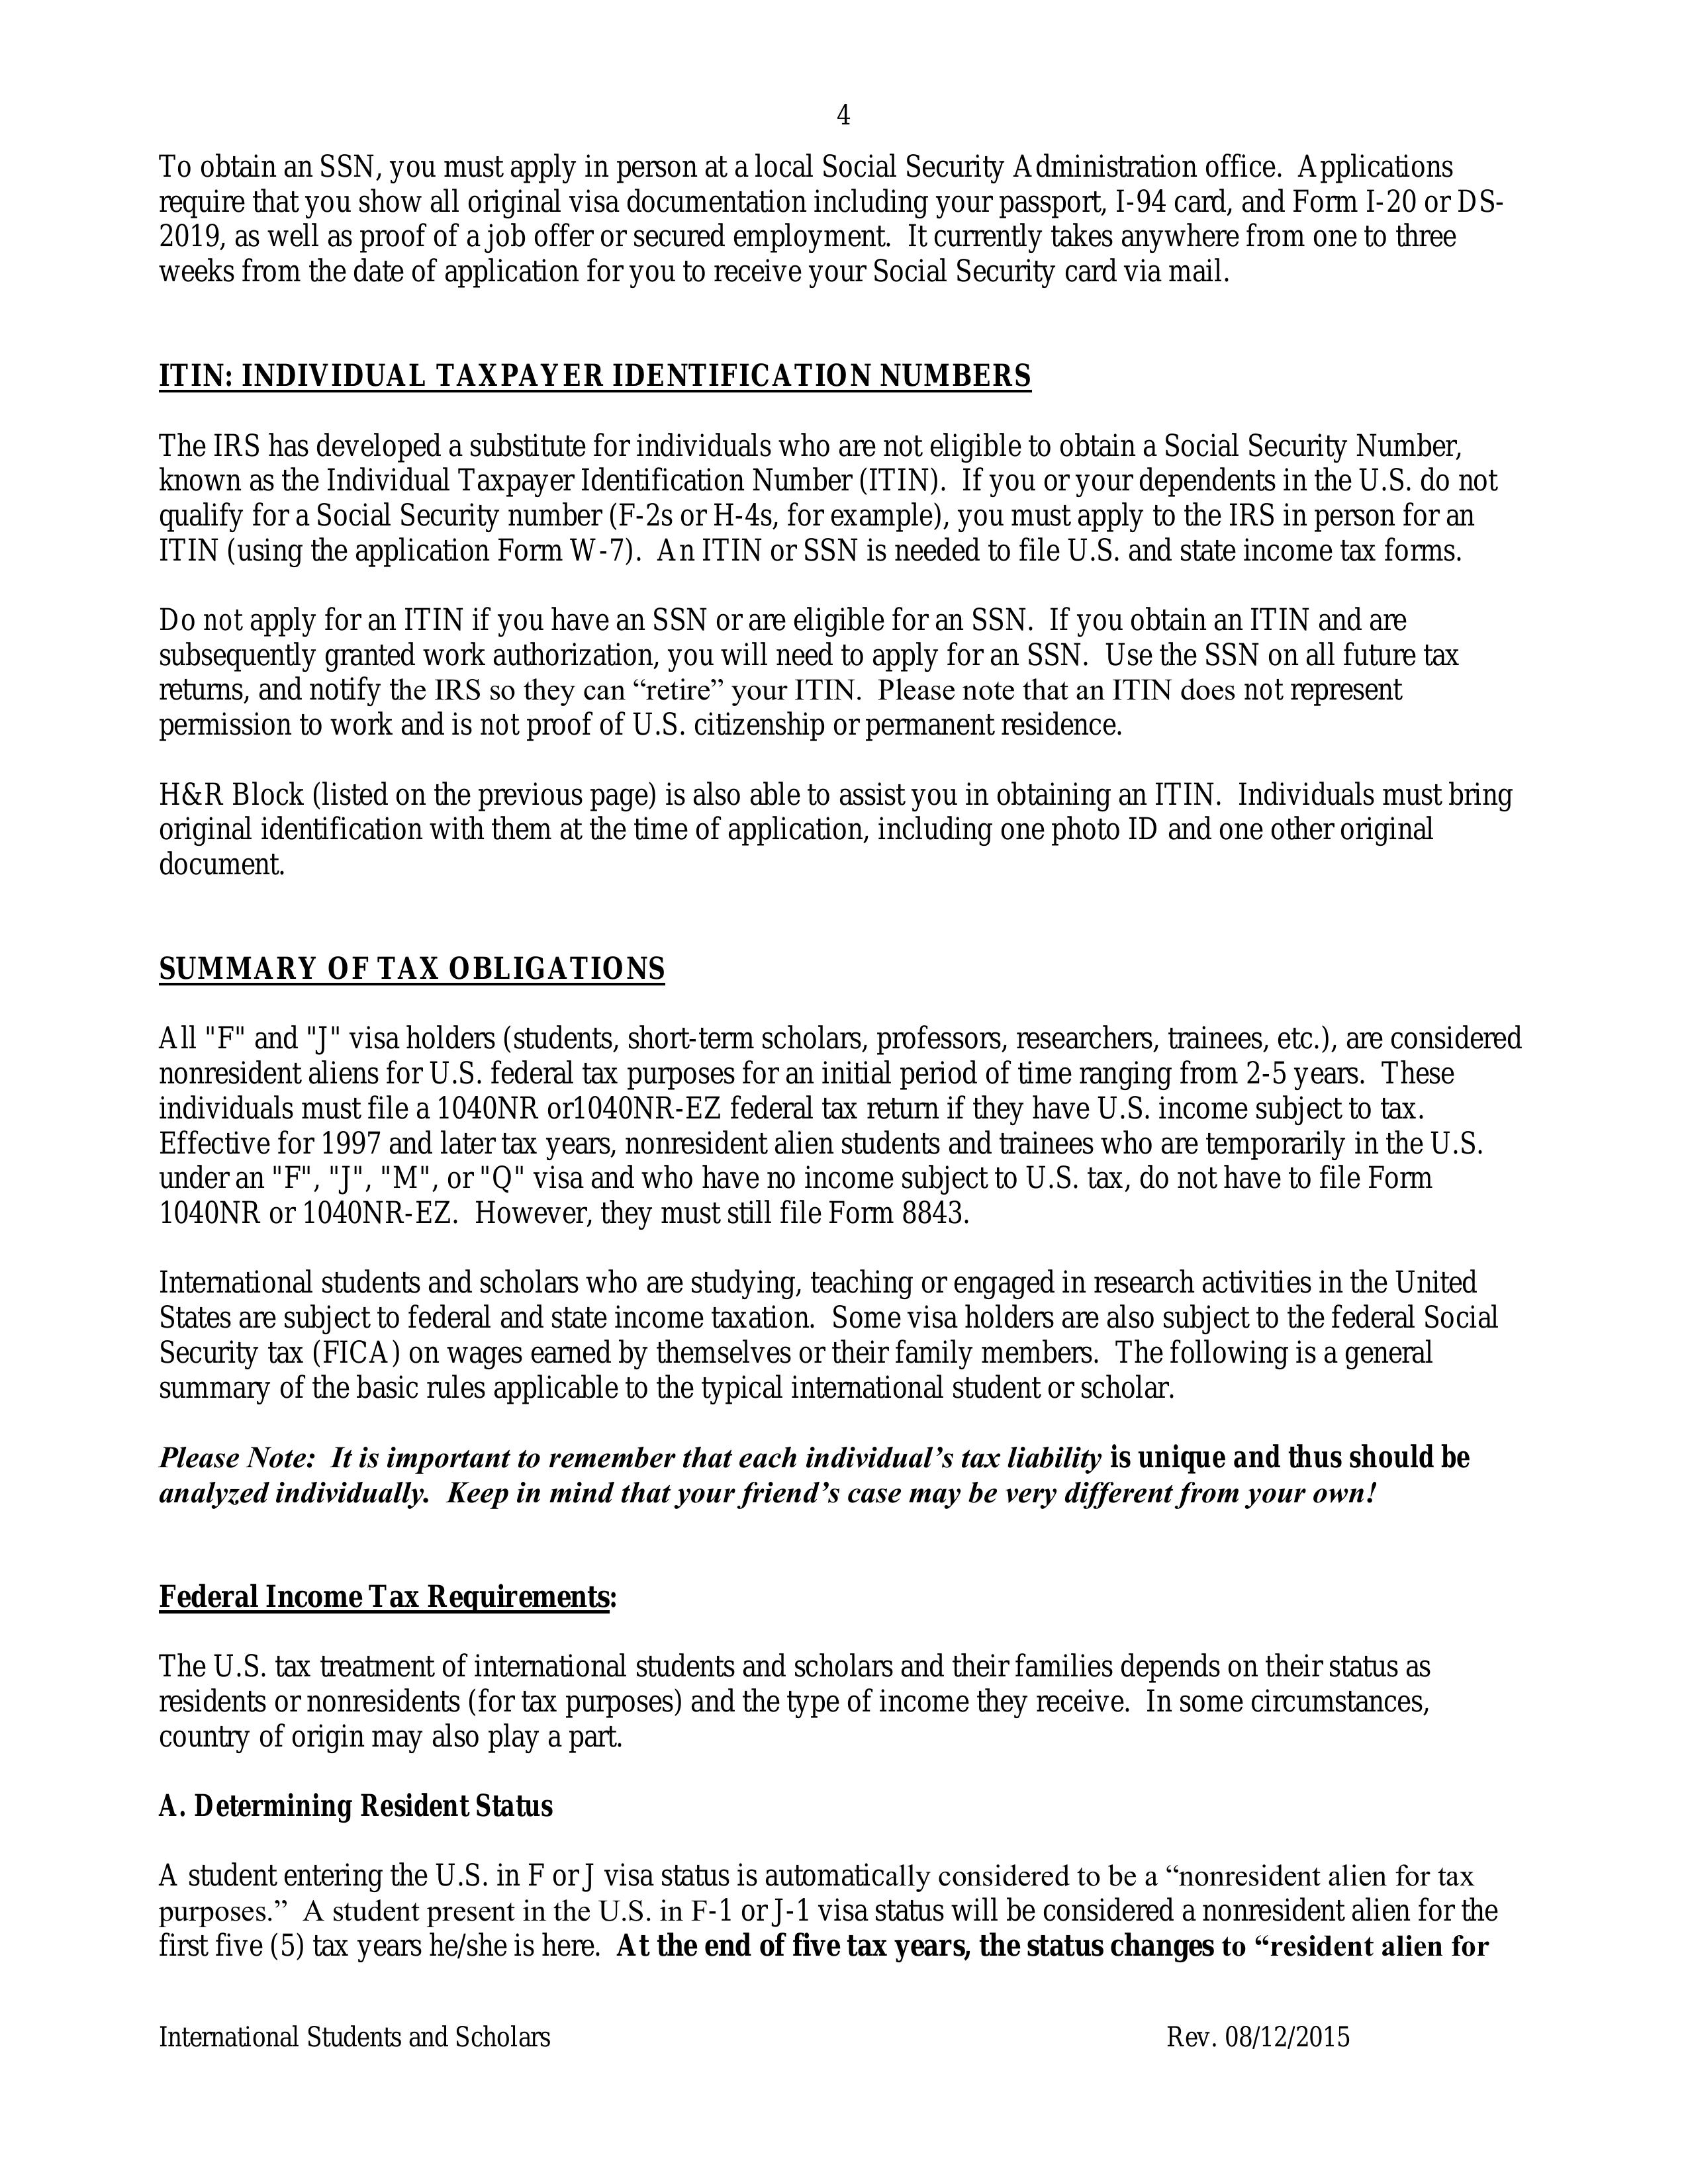 4
To obtain an SSN, you must apply in person at a local Social Security Administration office.  Applications
require that you show all original visa documentation including your passport, I-94 card, and Form I-20 or DS-
2019, as well as proof of a job offer or secured employment.  It currently takes anywhere from one to three
weeks from the date of application for you to receive your Social Security card via mail.
ITIN: INDIVIDUAL TAXPAYER IDENTIFICATION NUMBERS
The IRS has developed a substitute for individuals who are not eligible to obtain a Social Security Number,
known as the Individual Taxpayer Identification Number (ITIN).  If you or your dependents in the U.S. do not
qualify for a Social Security number (F-2s or H-4s, for example), you must apply to the IRS in person for an
ITIN (using the application Form W-7).  An ITIN or SSN is needed to file U.S. and state income tax forms.
Do not apply for an ITIN if you have an SSN or are eligible for an SSN.  If you obtain an ITIN and are
subsequently granted work authorization, you will need to apply for an SSN.  Use the SSN on all future tax
returns, and notify the IRS so they can “retire” your ITIN.  Please note that an ITIN does not represent
permission to work and is not proof of U.S. citizenship or permanent residence.
H&R Block (listed on the previous page) is also able to assist you in obtaining an ITIN.  Individuals must bring
original identification with them at the time of application, including one photo ID and one other original
document.
SUMMARY OF TAX OBLIGATIONS
All "F" and "J" visa holders (students, short-term scholars, professors, researchers, trainees, etc.), are considered
nonresident aliens for U.S. federal tax purposes for an initial period of time ranging from 2-5 years.  These
individuals must file a 1040NR or1040NR-EZ federal tax return if they have U.S. income subject to tax.
Effective for 1997 and later tax years, nonresident alien students and trainees who are temporarily in the U.S.
under an "F", "J", "M", or "Q" visa and who have no income subject to U.S. tax, do not have to file Form
1040NR or 1040NR-EZ.  However, they must still file Form 8843.
International students and scholars who are studying, teaching or engaged in research activities in the United
States are subject to federal and state income taxation.  Some visa holders are also subject to the federal Social
Security tax (FICA) on wages earned by themselves or their family members.  The following is a general
summary of the basic rules applicable to the typical international student or scholar.
Please Note:  It is important to remember that each individual’s tax liability is unique and thus should be
analyzed individually.  Keep in mind that your friend’s case may be very different from your own!
Federal Income Tax Requirements:
The U.S. tax treatment of international students and scholars and their families depends on their status as
residents or nonresidents (for tax purposes) and the type of income they receive.  In some circumstances,
country of origin may also play a part.
A. Determining Resident Status
A student entering the U.S. in F or J visa status is automatically considered to be a “nonresident alien for tax
purposes.”  A student present in the U.S. in F-1 or J-1 visa status will be considered a nonresident alien for the
first five (5) tax years he/she is here.  At the end of five tax years, the status changes to “resident alien for
International Students and Scholars Rev. 08/12/2015